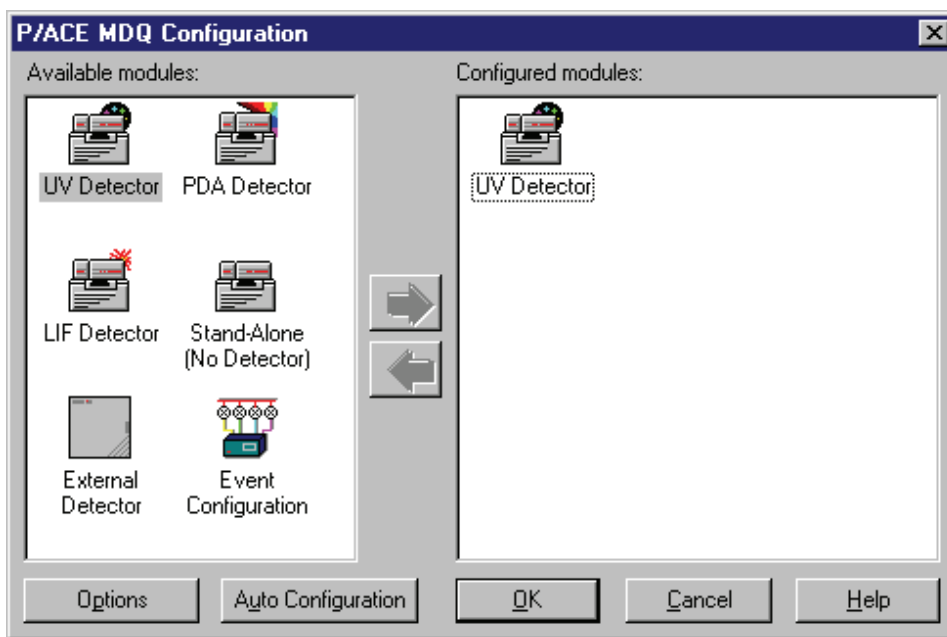 P/ACE MDQ Configuration
Available modules:
Configured modules:
UV Detector
PDA Detector
UV Detector
LIF Detector
Stand-Alone
(No Detector)
External
Detector
Event
Configuration
Options
Auto Configuration
OK
Cancel
Help